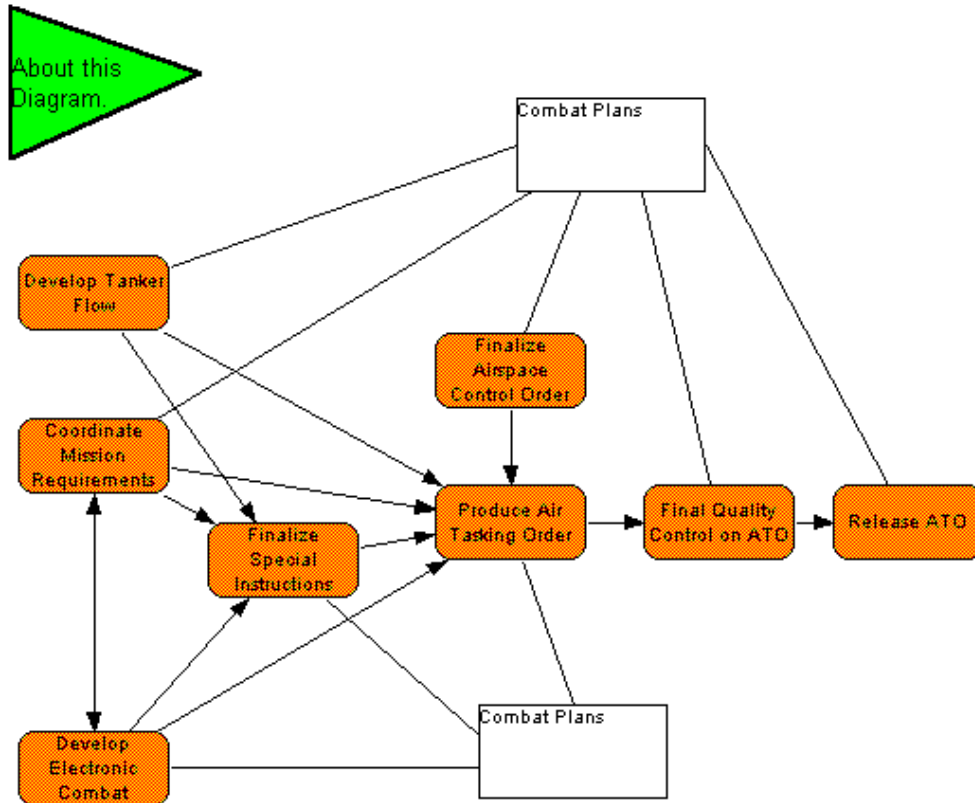 About this
Diagram.
Combat Plans
Develop Tanker
Flow
Finalize
Airspace
Control Order
Coordinate
Mission
Requirements
Produce Air
Tasking Order
Final Quality
Control on ATO
Release ATO
Finalize
Special
Instructions
Combat Plans
Develop
Electronic
Combat